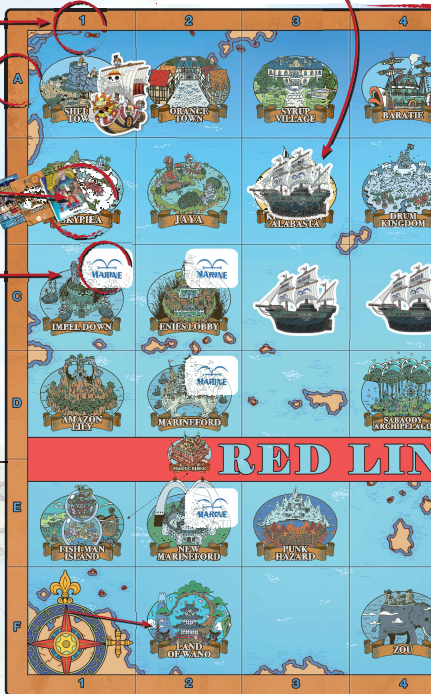 1 2 3 4
A
SHELLS TOWN
ORANGE
TOWN
SYRUP
VILLAGE
BARATIE
SKYPIEA
JAYA
ALABASTA
DRUM
KINGDOM
C
MARINE
MARINE
IMPEL DOWN
ENIES LOBBY
D
MARINE
AMAZON
LILY
MARINEFORD
SABAODY
ARCHIPELAGO
RED LIN
E
MARINE
FISH-MAN
ISLAND
NEW
MARINEFORD
PUNK
HAZARD
F
LAND
OF WANO
ZOU
1 2 3 4